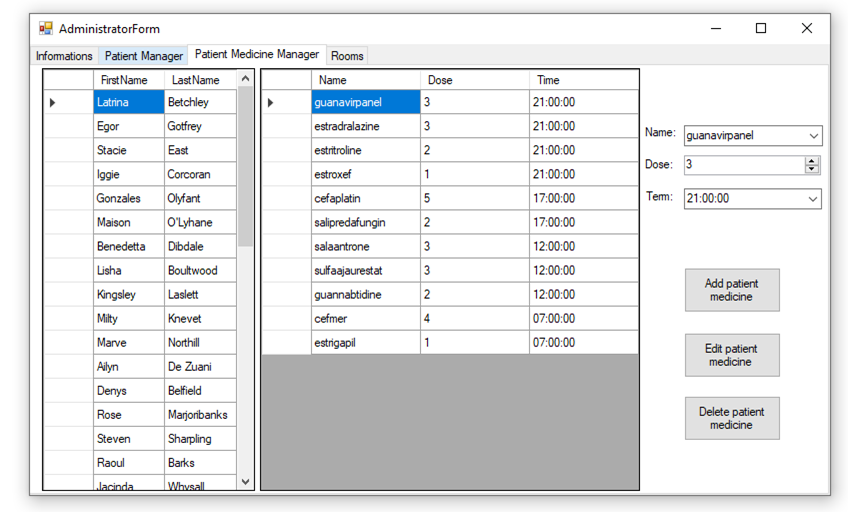 AdministratorForm
Informations Patient Manager Patient Medicine Manager Rooms
FirstName LastName
Latrina Betchley
Egor Gotfrey
Stacie East
Iggie Corcoran
Gonzales Olyfant
Maison O'Lyhane
Benedetta Dibdale
Lisha Boultwood
Kingsley Laslett
Milty Knevet
Marve Northill
Ailyn De Zuani
Denys Belfield
Rose Marjoribanks
Steven Sharpling
Raoul Barks
Jacinda Whysall
Name Dose Time
guanavirpanel 3 21:00:00
estradralazine 3 21:00:00
estritroline 2 21:00:00
estroxef 1 21:00:00
cefaplatin 5 17:00:00
salipredafungin 2 17:00:00
salaantrone 3 12:00:00
sulfaajaurestat 3 12:00:00
guannabtidine 2 12:00:00
cefmer 4 07:00:00
estrigapil 1 07:00:00
Name: guanavirpanel
Dose: 3
Term: 21:00:00
Add patient
medicine
Edit patient
medicine
Delete patient
medicine